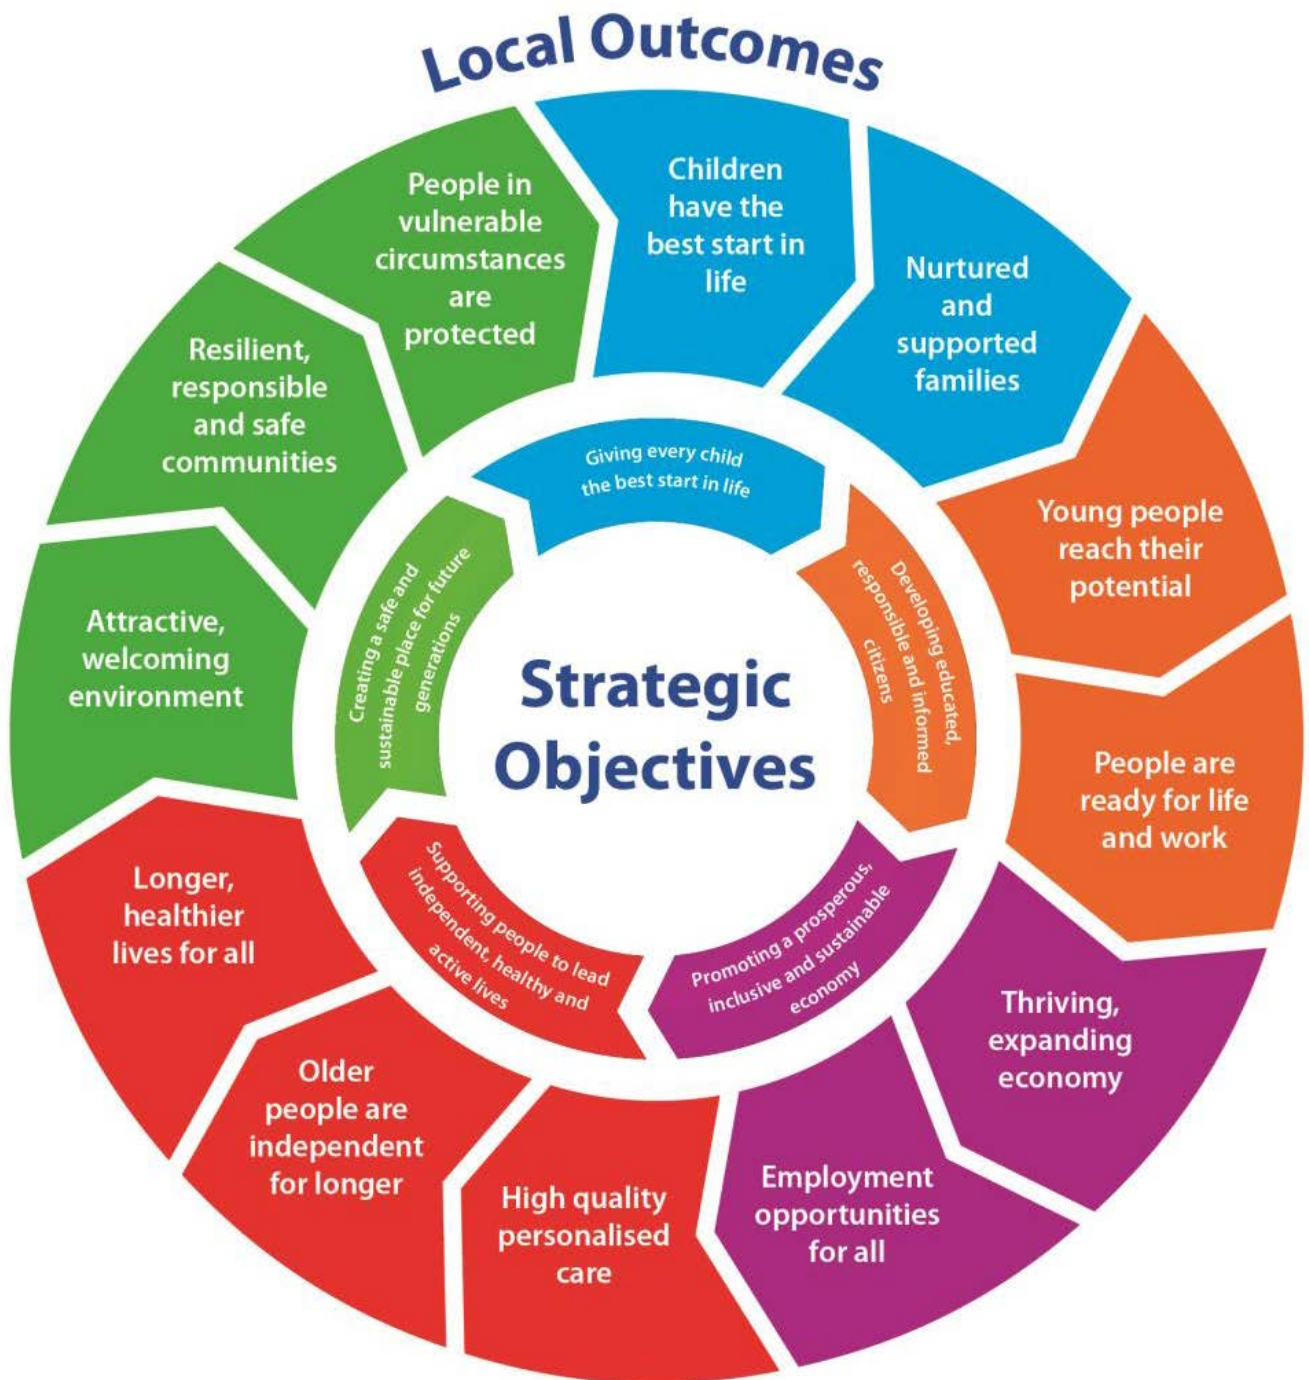 Local Outcomes
Children
have the
best start in
life
Nurtured
and
supported
families
Young people
reach their
potential
People are
ready for life
and work
Thriving,
expanding
economy
Employment
opportunities
for all
High quality
personalised
care
Older
people are
independent
for longer
Longer,
healthier
lives for all
Attractive,
welcoming
environment
Resilient,
responsible
and safe
communities
People in
vulnerable
circumstances
are
protected
Giving every child
the best start in life
Developing educated,
responsible and informed
citizens
Promoting a prosperous,
inclusive and sustainable
economy
Supporting people to lead
independent, healthy and
active lives
Creating a safe and
sustainable place for future
generations
Strategic
Objectives